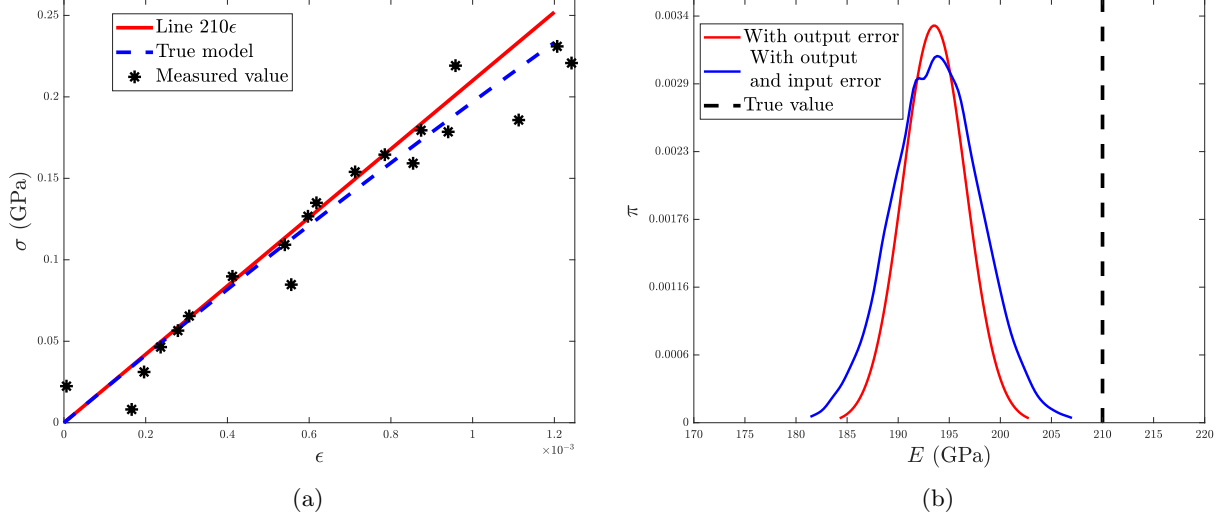 0.25
0.2
0.15
0.1
0.05
0
σ (GPa)
Line 210ϵ
True model
Measured value
0 0.2 0.4 0.6 0.8 1 1.2
×10⁻³
ϵ
(a)
0.0034
0.0029
0.0023
0.00176
0.00116
0.0006
0
π
With output error
With output
and input error
True value
170 175 180 185 190 195 200 205 210 215 220
E (GPa)
(b)